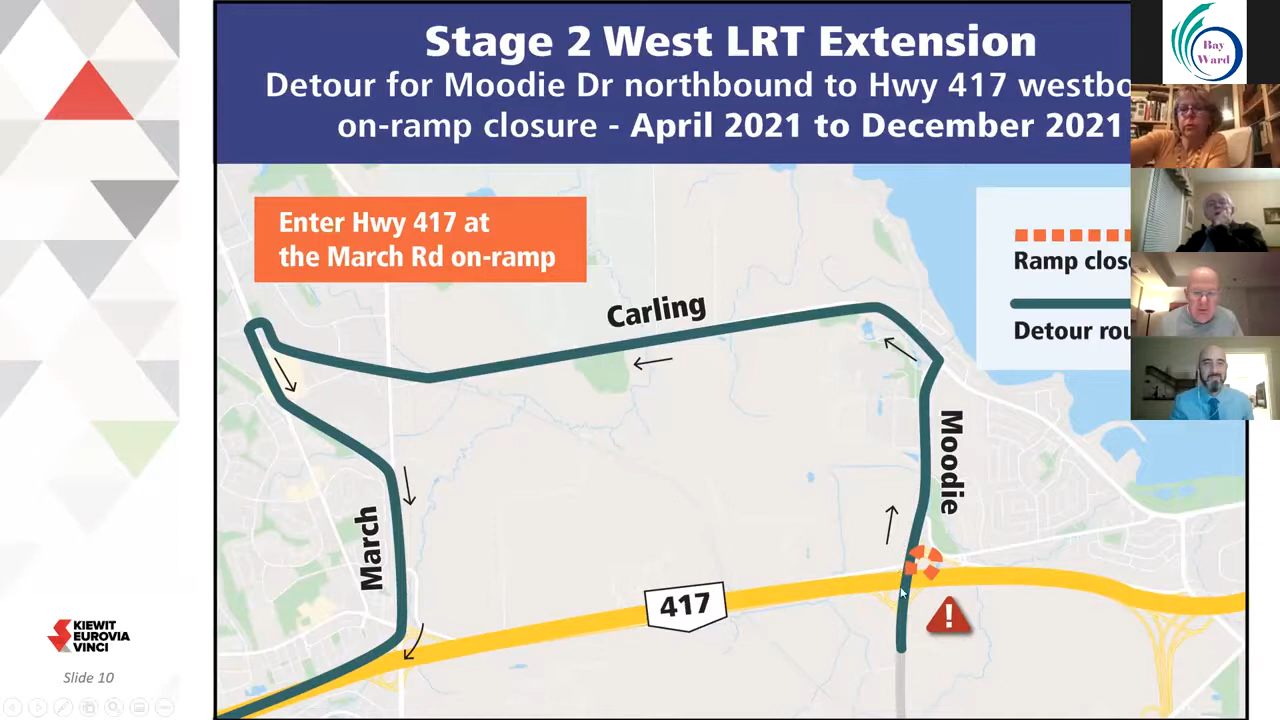 Stage 2 West LRT Extension
Detour for Moodie Dr northbound to Hwy 417 westbo
on-ramp closure - April 2021 to December 2021
Bay
Ward
Enter Hwy 417 at
the March Rd on-ramp
Ramp clos
Detour rou
Carling
Moodie
March
417
!
KIEWIT
EUROVIA
VINCI
Slide 10